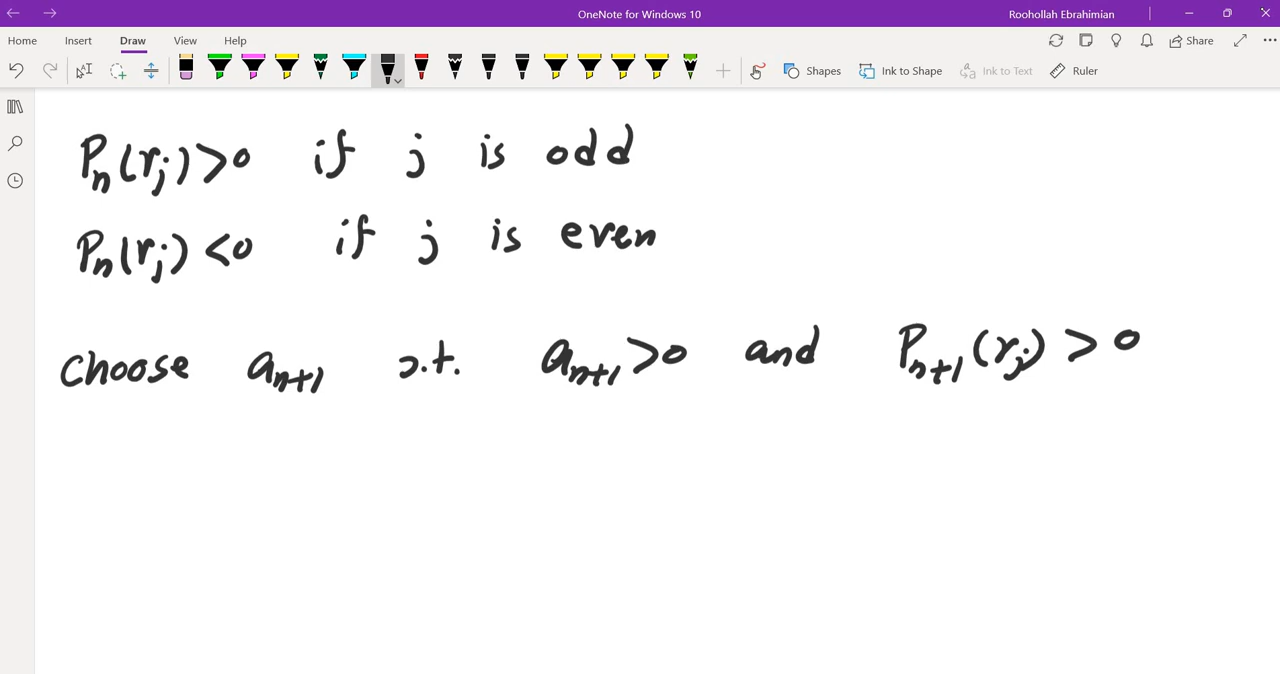 OneNote for Windows 10
Roohollah Ebrahimian
Home Insert Draw View Help
Share
Shapes Ink to Shape Ink to Text Ruler
Pₙ(rⱼ)>0 if j is odd
Pₙ(rⱼ)<0 if j is even
choose aₙ₊₁ s.t. aₙ₊₁>0 and Pₙ₊₁(rⱼ)>0